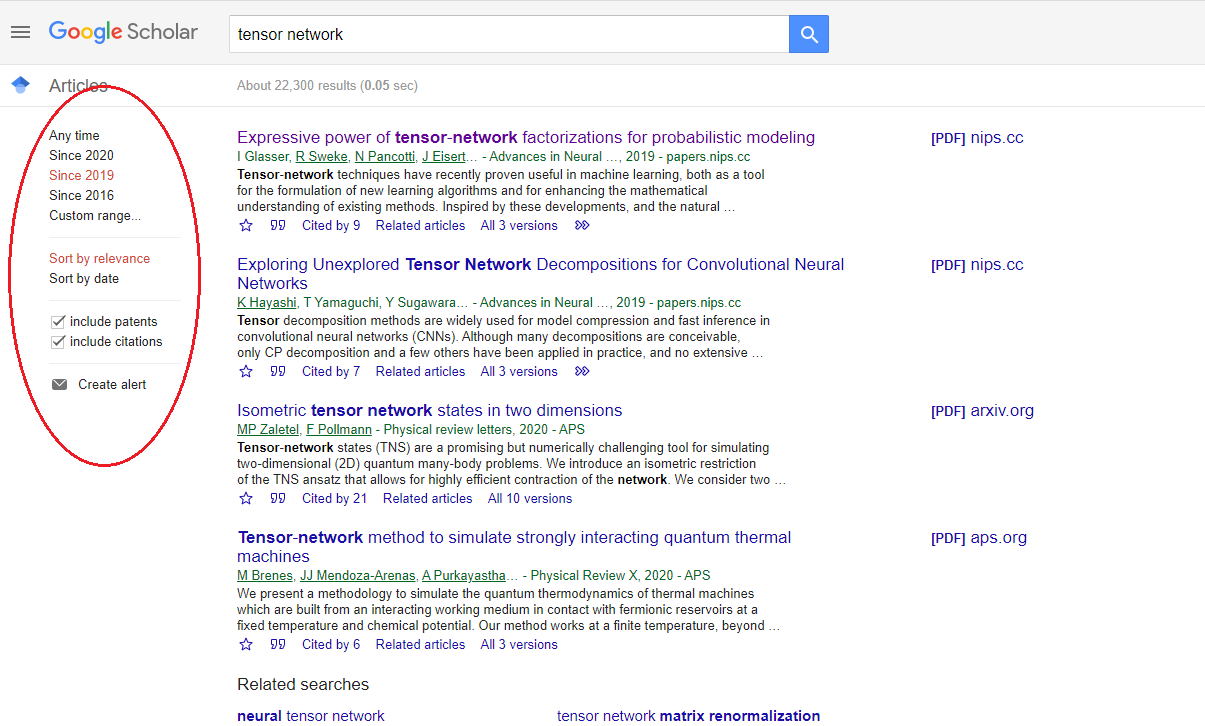 Google Scholar
tensor network
Articles
About 22,300 results (0.05 sec)
Any time
Since 2020
Since 2019
Since 2016
Custom range...
Sort by relevance
Sort by date
include patents
include citations
Create alert
Expressive power of tensor-network factorizations for probabilistic modeling
I Glasser, R Sweke, N Pancotti, J Eisert… - Advances in Neural …, 2019 - papers.nips.cc
Tensor-network techniques have recently proven useful in machine learning, both as a tool
for the formulation of new learning algorithms and for enhancing the mathematical
understanding of existing methods. Inspired by these developments, and the natural …
Cited by 9 Related articles All 3 versions
[PDF] nips.cc
Exploring Unexplored Tensor Network Decompositions for Convolutional Neural
Networks
K Hayashi, T Yamaguchi, Y Sugawara… - Advances in Neural …, 2019 - papers.nips.cc
Tensor decomposition methods are widely used for model compression and fast inference in
convolutional neural networks (CNNs). Although many decompositions are conceivable,
only CP decomposition and a few others have been applied in practice, and no extensive …
Cited by 7 Related articles All 3 versions
[PDF] nips.cc
Isometric tensor network states in two dimensions
MP Zaletel, F Pollmann - Physical review letters, 2020 - APS
Tensor-network states (TNS) are a promising but numerically challenging tool for simulating
two-dimensional (2D) quantum many-body problems. We introduce an isometric restriction
of the TNS ansatz that allows for highly efficient contraction of the network. We consider two …
Cited by 21 Related articles All 10 versions
[PDF] arxiv.org
Tensor-network method to simulate strongly interacting quantum thermal
machines
M Brenes, JJ Mendoza-Arenas, A Purkayastha… - Physical Review X, 2020 - APS
We present a methodology to simulate the quantum thermodynamics of thermal machines
which are built from an interacting working medium in contact with fermionic reservoirs at a
fixed temperature and chemical potential. Our method works at a finite temperature, beyond …
Cited by 6 Related articles All 3 versions
[PDF] aps.org
Related searches
neural tensor network
tensor network matrix renormalization